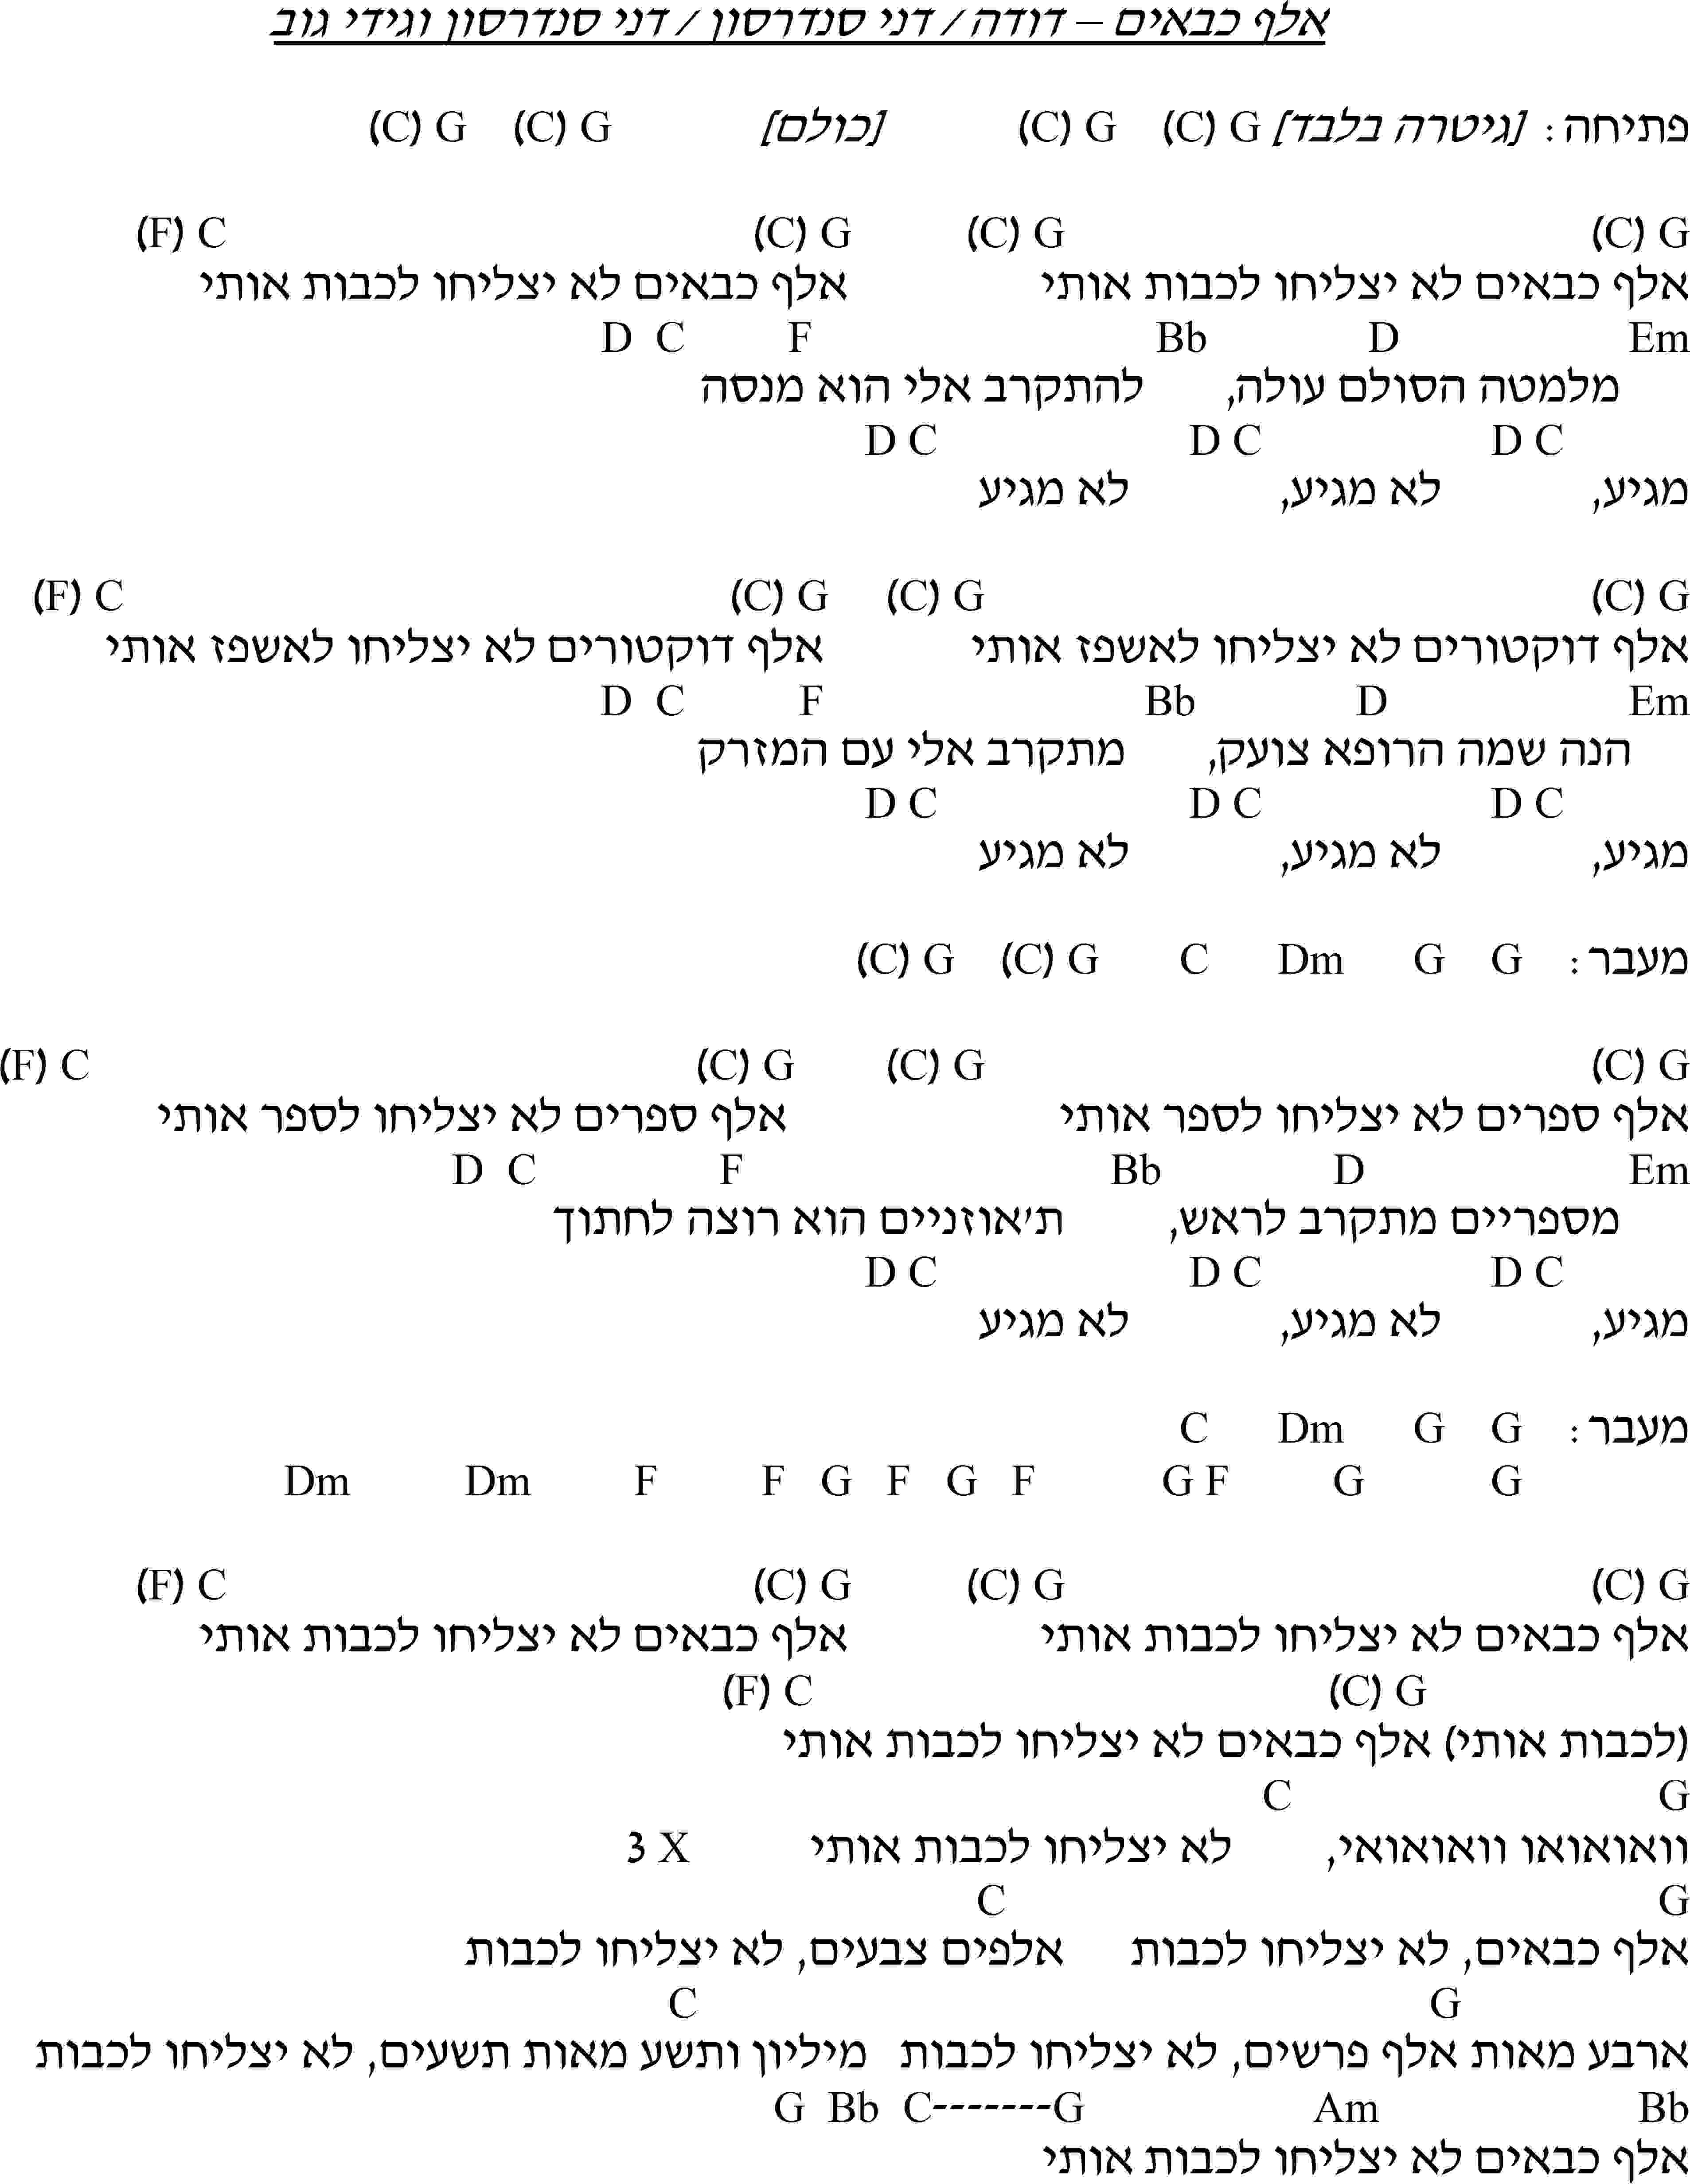 אלף כבאים – דודה / דני סנדרסון / דני סנדרסון וגידי גוב
פתיחה: [גיטרה בלבד] G (C) G (C) [כולם] G (C) G (C)
G (C) G (C) G (C) C (F)
אלף כבאים לא יצליחו לכבות אותי אלף כבאים לא יצליחו לכבות אותי
Em D Bb F C D
מלמטה הסולם עולה, להתקרב אלי הוא מנסה
C D C D C D
מגיע, לא מגיע, לא מגיע
G (C) G (C) G (C) C (F)
אלף דוקטורים לא יצליחו לאשפז אותי אלף דוקטורים לא יצליחו לאשפז אותי
Em D Bb F C D
הנה שמה הרופא צועק, מתקרב אלי עם המזרק
C D C D C D
מגיע, לא מגיע, לא מגיע
מעבר: G G Dm C G (C) G (C)
G (C) G (C) G (C) C (F)
אלף ספרים לא יצליחו לספר אותי אלף ספרים לא יצליחו לספר אותי
Em D Bb F C D
מספריים מתקרב לראש, ת'אוזניים הוא רוצה לחתוך
C D C D C D
מגיע, לא מגיע, לא מגיע
מעבר: G G Dm C
G G F G F G F G F F Dm Dm
G (C) G (C) G (C) C (F)
אלף כבאים לא יצליחו לכבות אותי אלף כבאים לא יצליחו לכבות אותי
G (C) C (F)
(לכבות אותי) אלף כבאים לא יצליחו לכבות אותי
G C
וואואואו וואואואי, לא יצליחו לכבות אותי X 3
G C
אלף כבאים, לא יצליחו לכבות אלפים צבעים, לא יצליחו לכבות
G C
ארבע מאות אלף פרשים, לא יצליחו לכבות מיליון ותשע מאות תשעים, לא יצליחו לכבות
Bb Am C-------G Bb G
אלף כבאים לא יצליחו לכבות אותי